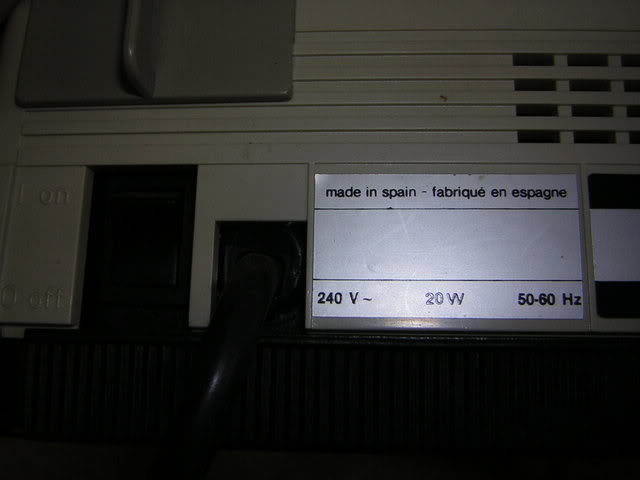 made in spain - fabriqué en espagne
I on
O off
240 V ~ 20 W 50-60 Hz